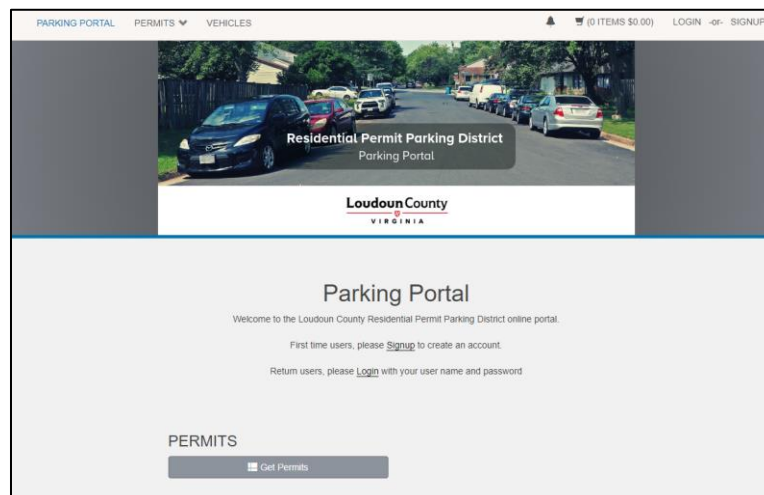 PARKING PORTAL PERMITS VEHICLES (0 ITEMS $0.00) LOGIN -or- SIGNUP
Residential Permit Parking District
Parking Portal
Loudoun County
VIRGINIA
Parking Portal
Welcome to the Loudoun County Residential Permit Parking District online portal.
First time users, please Signup to create an account.
Return users, please Login with your user name and password
PERMITS
Get Permits